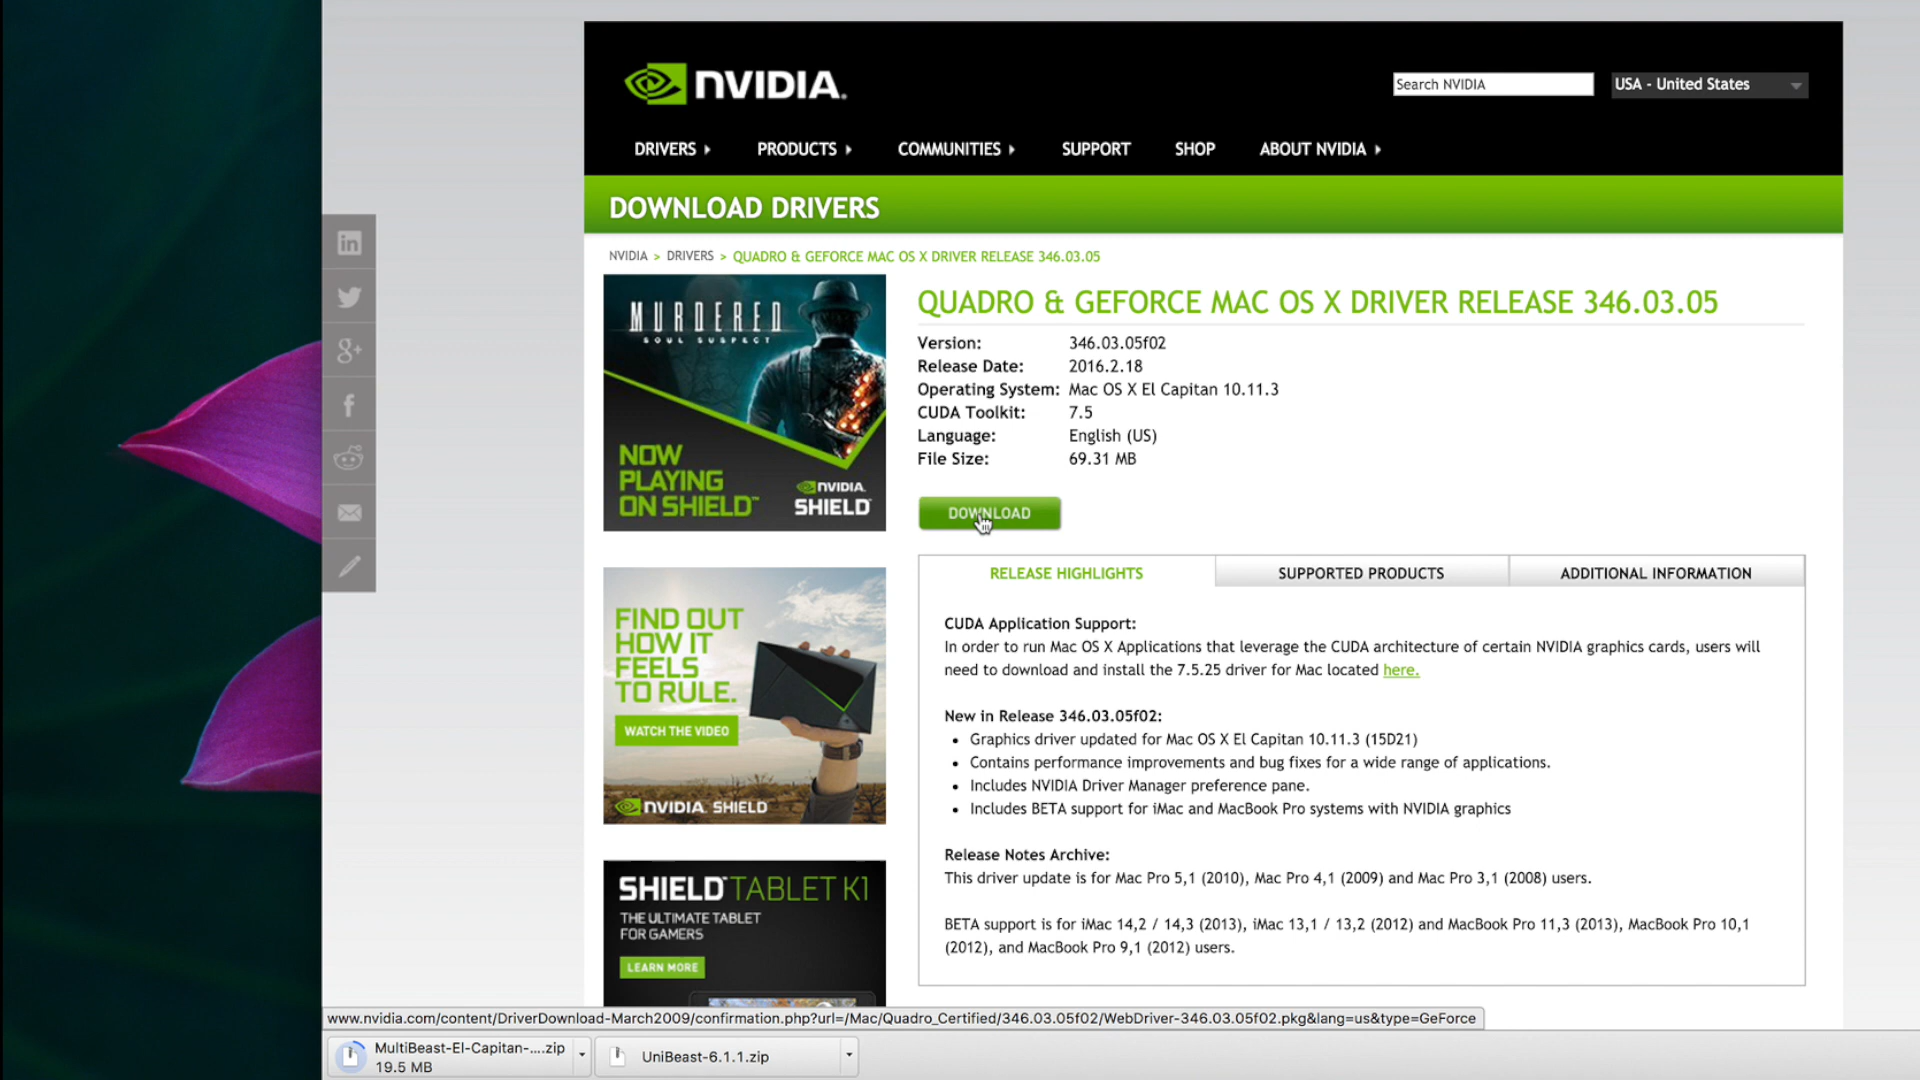 NVIDIA.
Search NVIDIA
USA - United States
DRIVERS
PRODUCTS
COMMUNITIES
SUPPORT
SHOP
ABOUT NVIDIA
DOWNLOAD DRIVERS
NVIDIA > DRIVERS > QUADRO & GEFORCE MAC OS X DRIVER RELEASE 346.03.05
in
g+
f
MURDERED
SOUL SUSPECT
NOW
PLAYING
ON SHIELD™
NVIDIA.
SHIELD
QUADRO & GEFORCE MAC OS X DRIVER RELEASE 346.03.05
Version: 346.03.05f02
Release Date: 2016.2.18
Operating System: Mac OS X El Capitan 10.11.3
CUDA Toolkit: 7.5
Language: English (US)
File Size: 69.31 MB
DOWNLOAD
FIND OUT
HOW IT
FEELS
TO RULE.
WATCH THE VIDEO
NVIDIA. SHIELD
RELEASE HIGHLIGHTS
SUPPORTED PRODUCTS
ADDITIONAL INFORMATION
CUDA Application Support:
In order to run Mac OS X Applications that leverage the CUDA architecture of certain NVIDIA graphics cards, users will
need to download and install the 7.5.25 driver for Mac located here.
New in Release 346.03.05f02:
• Graphics driver updated for Mac OS X El Capitan 10.11.3 (15D21)
• Contains performance improvements and bug fixes for a wide range of applications.
• Includes NVIDIA Driver Manager preference pane.
• Includes BETA support for iMac and MacBook Pro systems with NVIDIA graphics
Release Notes Archive:
This driver update is for Mac Pro 5,1 (2010), Mac Pro 4,1 (2009) and Mac Pro 3,1 (2008) users.
BETA support is for iMac 14,2 / 14,3 (2013), iMac 13,1 / 13,2 (2012) and MacBook Pro 11,3 (2013), MacBook Pro 10,1
(2012), and MacBook Pro 9,1 (2012) users.
SHIELD TABLET K1
THE ULTIMATE TABLET
FOR GAMERS
LEARN MORE
www.nvidia.com/content/DriverDownload-March2009/confirmation.php?url=/Mac/Quadro_Certified/346.03.05f02/WebDriver-346.03.05f02.pkg&lang=us&type=GeForce
MultiBeast-El-Capitan-....zip
19.5 MB
UniBeast-6.1.1.zip